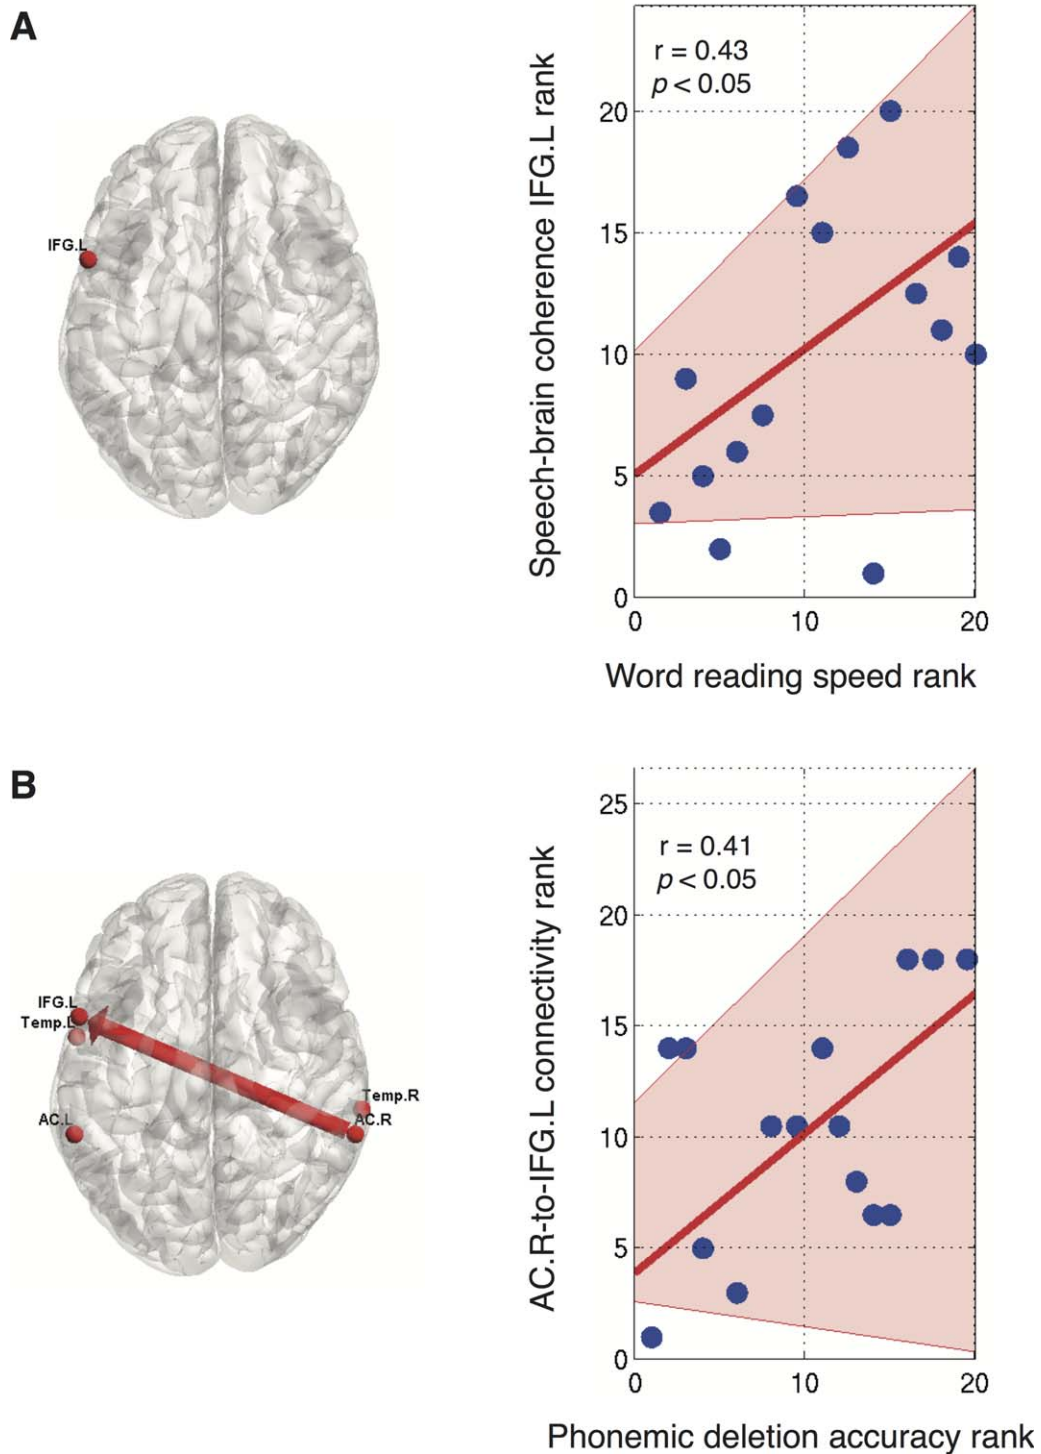 A
IFG.L
r = 0.43
p < 0.05
Speech-brain coherence IFG.L rank
20
15
10
5
0
0 10 20
Word reading speed rank
B
IFG.L
Temp.L
AC.L
Temp.R
AC.R
r = 0.41
p < 0.05
AC.R-to-IFG.L connectivity rank
25
20
15
10
5
0
0 10 20
Phonemic deletion accuracy rank